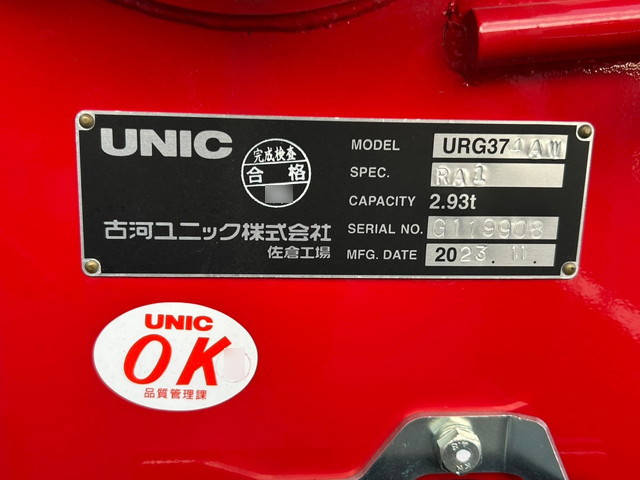 UNIC
完成検査
合格
古河ユニック株式会社
佐倉工場
MODEL URG374AM
SPEC. RA1
CAPACITY 2.93t
SERIAL NO. G119908
MFG. DATE 2023.11.
UNIC
OK
品質管理課